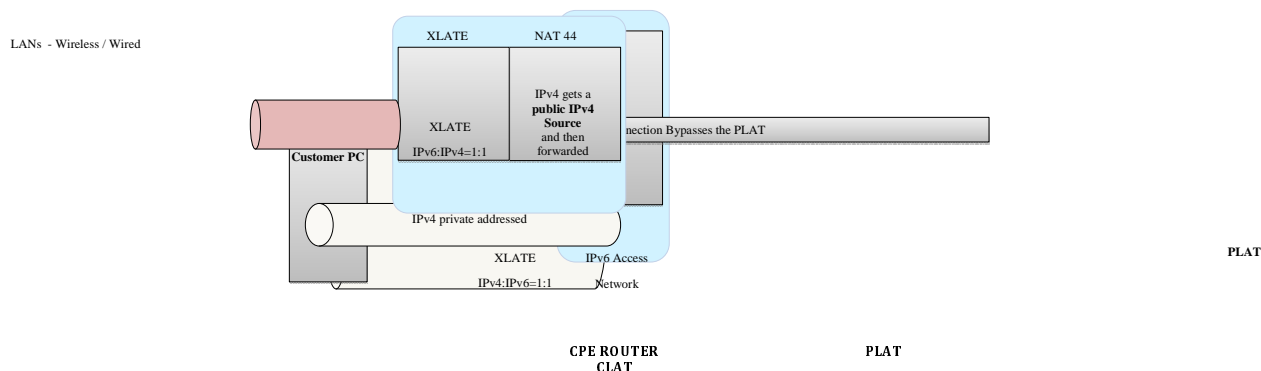 XLATE NAT 44
LANs - Wireless / Wired
IPv4 gets a
public IPv4
Source
and then
forwarded
XLATE
IPv6:IPv4=1:1
Bypasses the PLAT
Customer PC
IPv4 private addressed
PLAT
XLATE
IPv4:IPv6=1:1
IPv6 Access
Network
CPE ROUTER
CLAT
PLAT